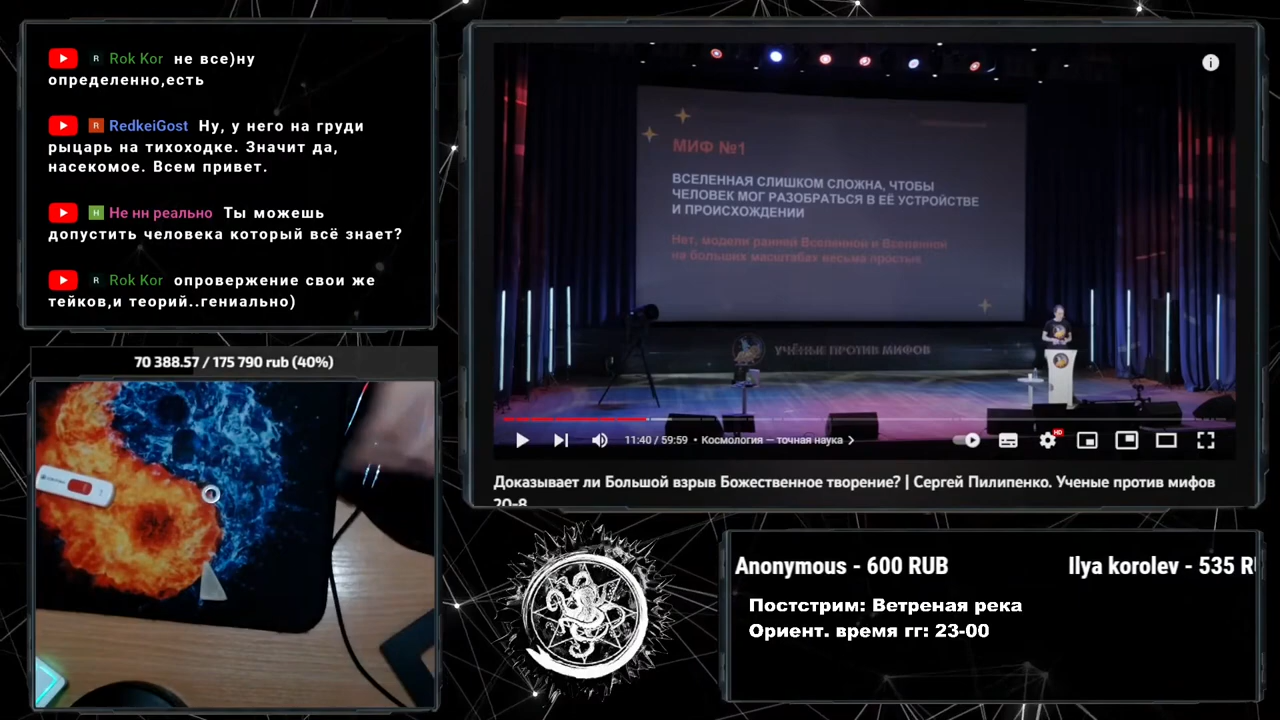 R Rok Kor не все)ну
определенно,есть
R RedkeiGost Ну, у него на груди
рыцарь на тихоходке. Значит да,
насекомое. Всем привет.
Н Не нн реально Ты можешь
допустить человека который всё знает?
R Rok Kor опровержение свои же
тейков,и теорий..гениально)
70 388.57 / 175 790 rub (40%)
МИФ №1
ВСЕЛЕННАЯ СЛИШКОМ СЛОЖНА, ЧТОБЫ
ЧЕЛОВЕК МОГ РАЗОБРАТЬСЯ В ЕЁ УСТРОЙСТВЕ
И ПРОИСХОЖДЕНИИ
Нет, модели ранней Вселенной и Вселенной
на больших масштабах весьма простые
УЧЁНЫЕ ПРОТИВ МИФОВ
11:40 / 59:59 • Космология — точная наука
HD
Доказывает ли Большой взрыв Божественное творение? | Сергей Пилипенко. Ученые против мифов
20-8
Anonymous - 600 RUB
Ilya korolev - 535 RU
Постстрим: Ветреная река
Ориент. время гг: 23-00